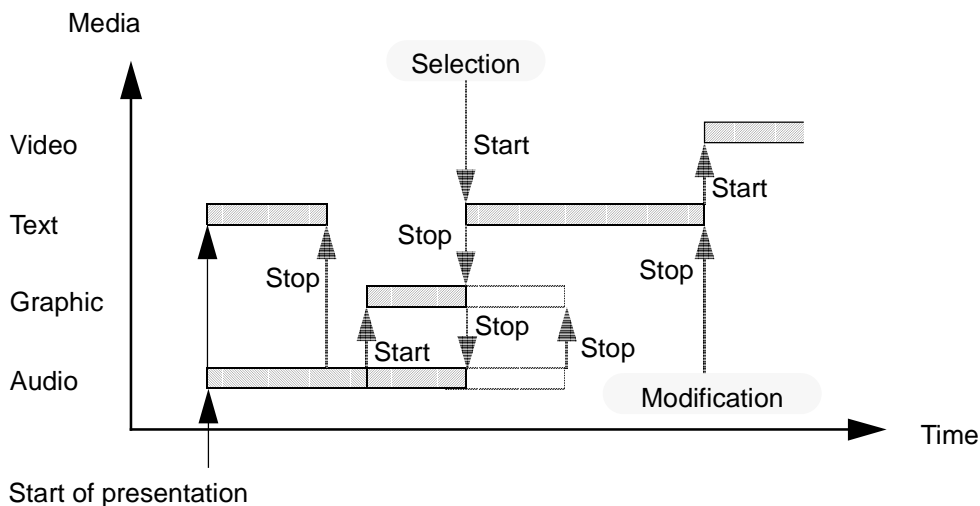 Media
Selection
Video
Start
Start
Text
Stop
Stop
Stop
Graphic
Stop
Start
Stop
Audio
Modification
Time
Start of presentation